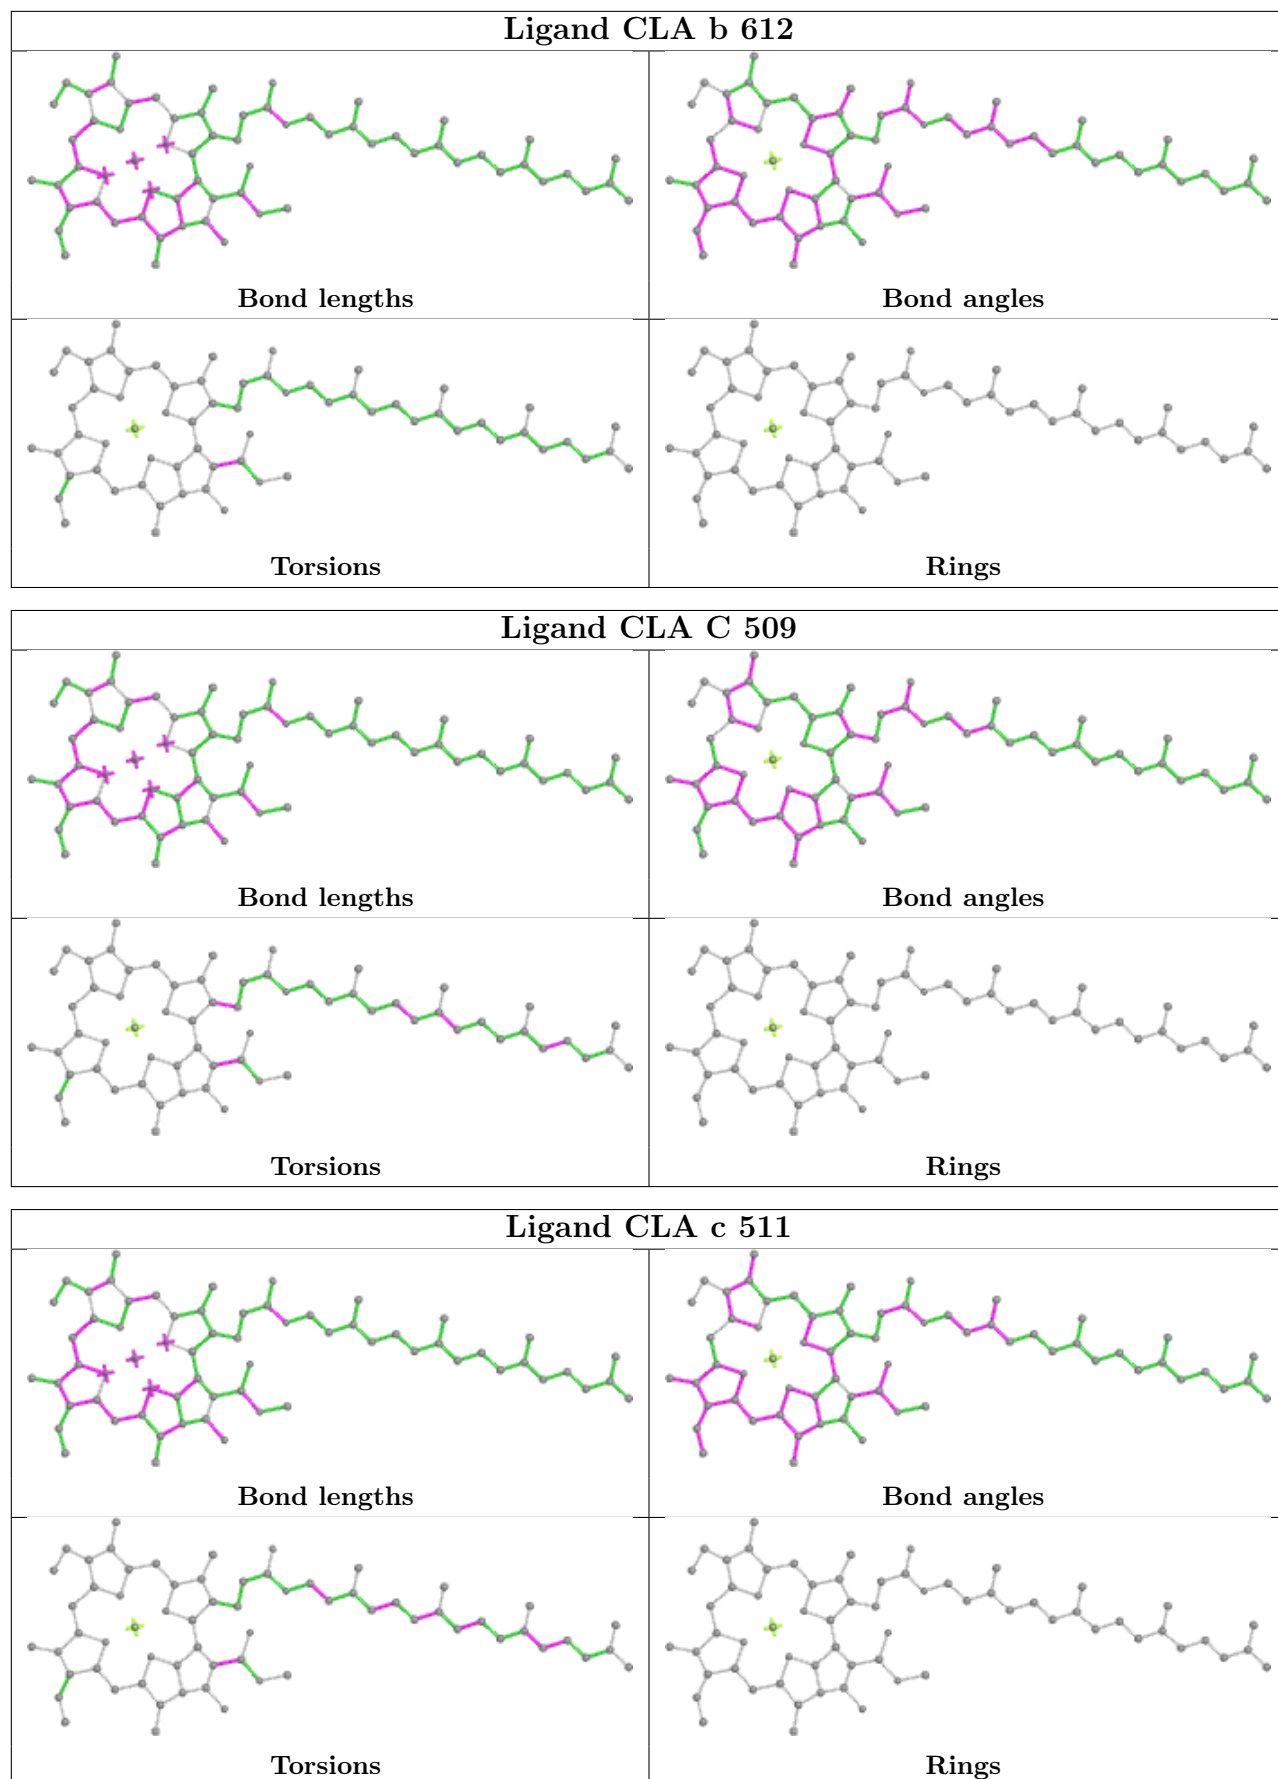 Ligand CLA b 612
Bond lengths
Bond angles
Torsions
Rings
Ligand CLA C 509
Bond lengths
Bond angles
Torsions
Rings
Ligand CLA c 511
Bond lengths
Bond angles
Torsions
Rings